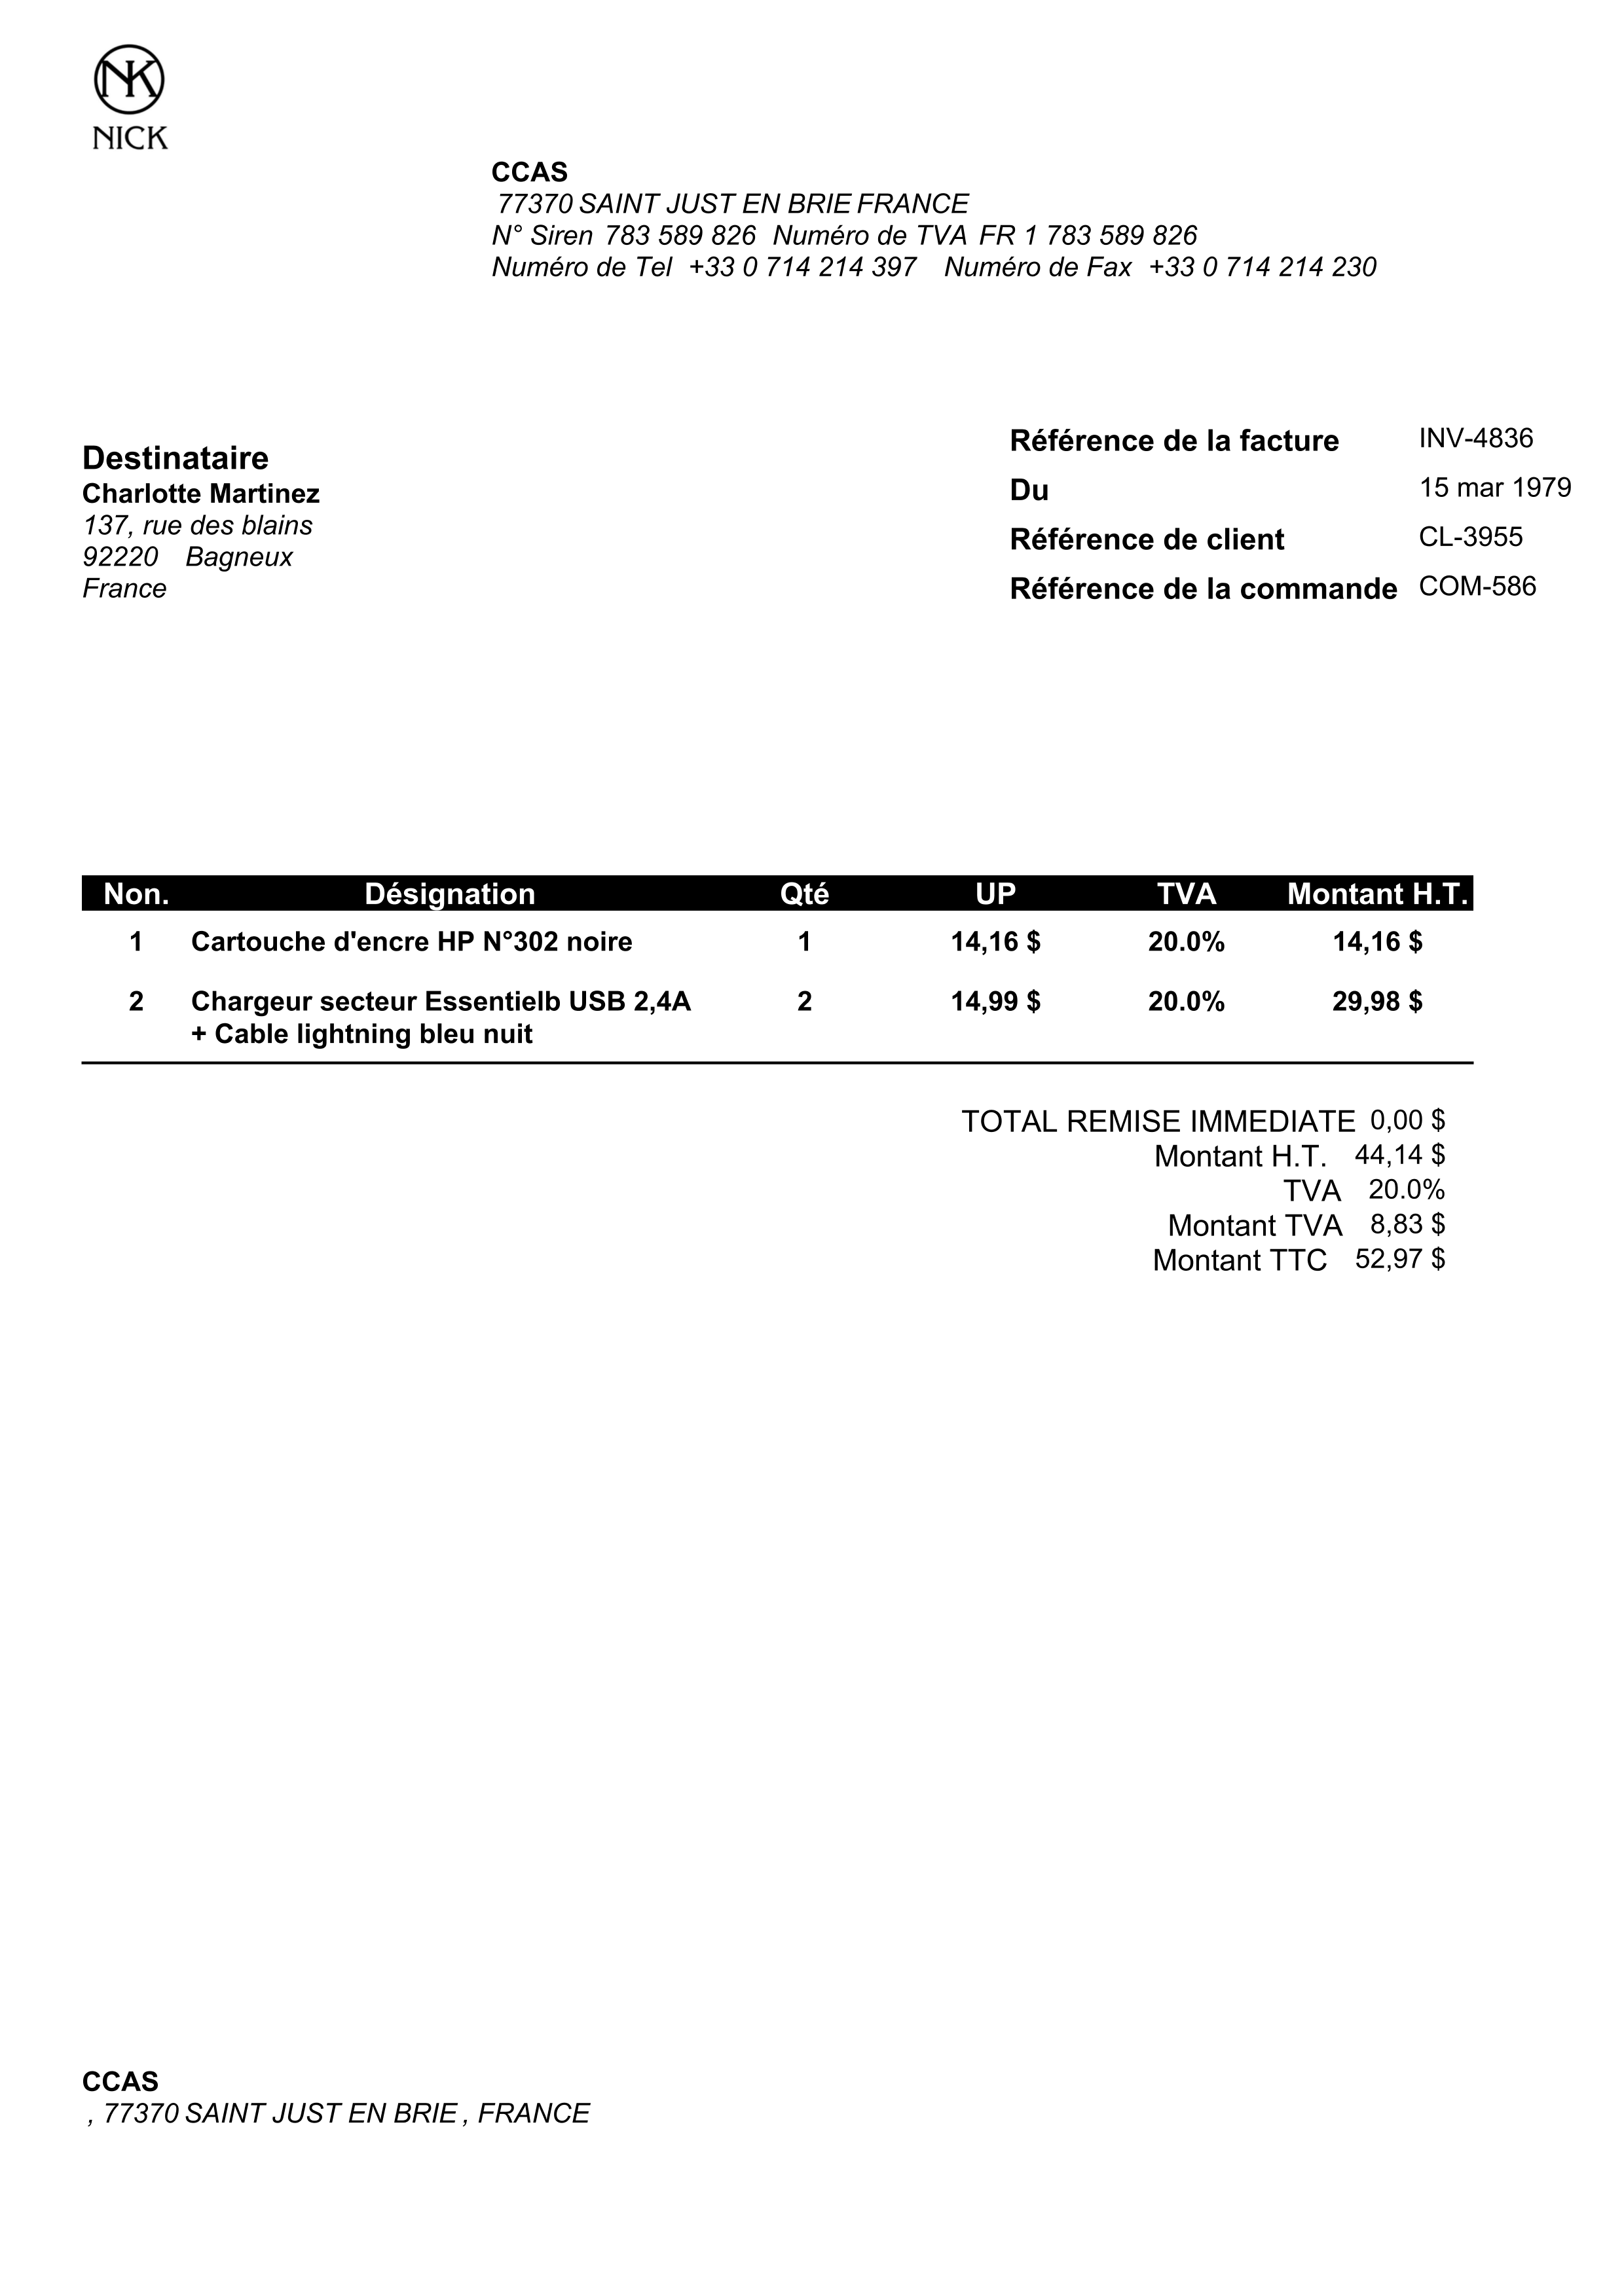 NK
NICK
CCAS
77370 SAINT JUST EN BRIE FRANCE
N° Siren 783 589 826 Numéro de TVA FR 1 783 589 826
Numéro de Tel +33 0 714 214 397 Numéro de Fax +33 0 714 214 230
Destinataire
Charlotte Martinez
137, rue des blains
92220 Bagneux
France
Référence de la facture INV-4836
Du 15 mar 1979
Référence de client CL-3955
Référence de la commande COM-586
Non. Désignation Qté UP TVA Montant H.T.
1 Cartouche d'encre HP N°302 noire 1 14,16 $ 20.0% 14,16 $
2 Chargeur secteur Essentielb USB 2,4A 2 14,99 $ 20.0% 29,98 $
+ Cable lightning bleu nuit
TOTAL REMISE IMMEDIATE 0,00 $
Montant H.T. 44,14 $
TVA 20.0%
Montant TVA 8,83 $
Montant TTC 52,97 $
CCAS
, 77370 SAINT JUST EN BRIE , FRANCE